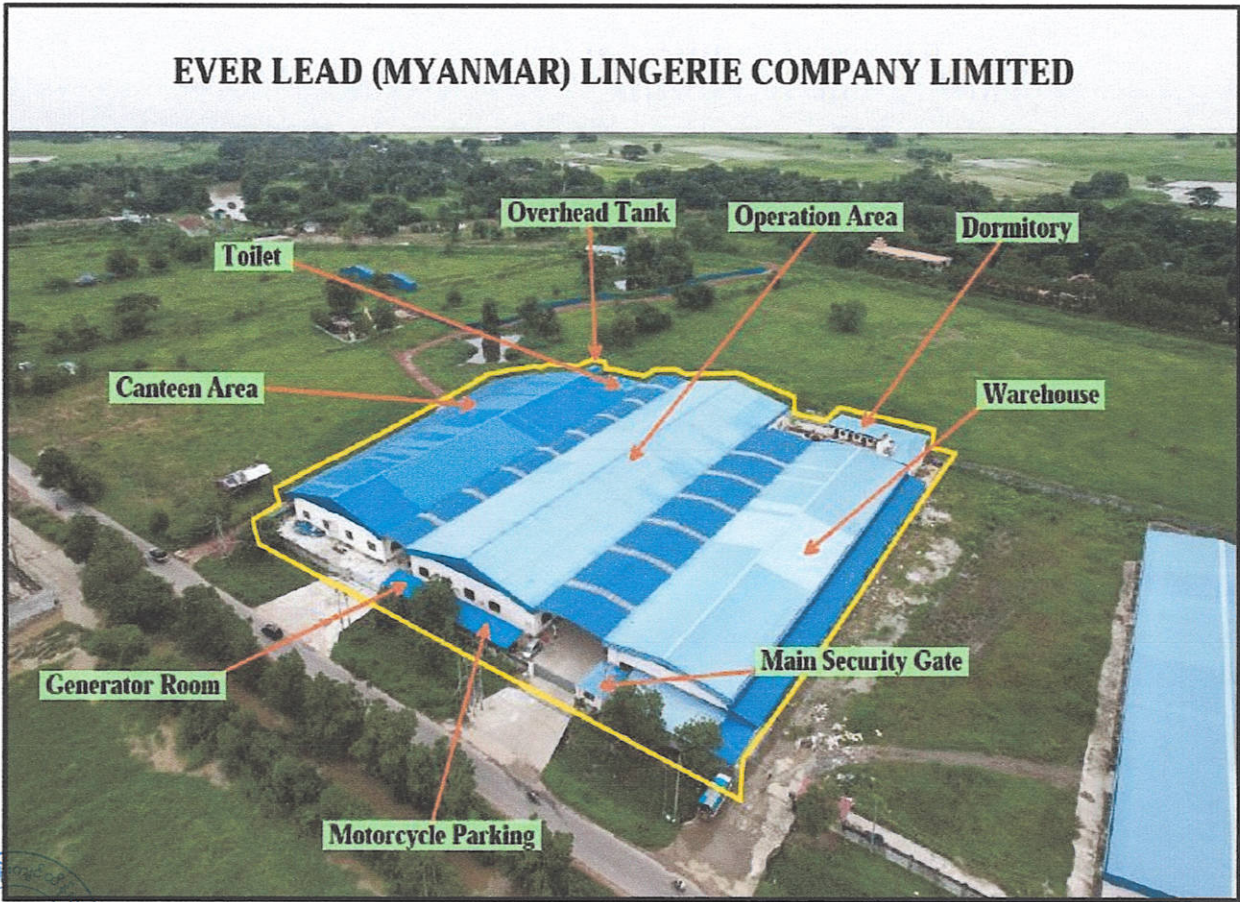 EVER LEAD (MYANMAR) LINGERIE COMPANY LIMITED
Overhead Tank
Operation Area
Dormitory
Toilet
Canteen Area
Warehouse
Main Security Gate
Generator Room
Motorcycle Parking